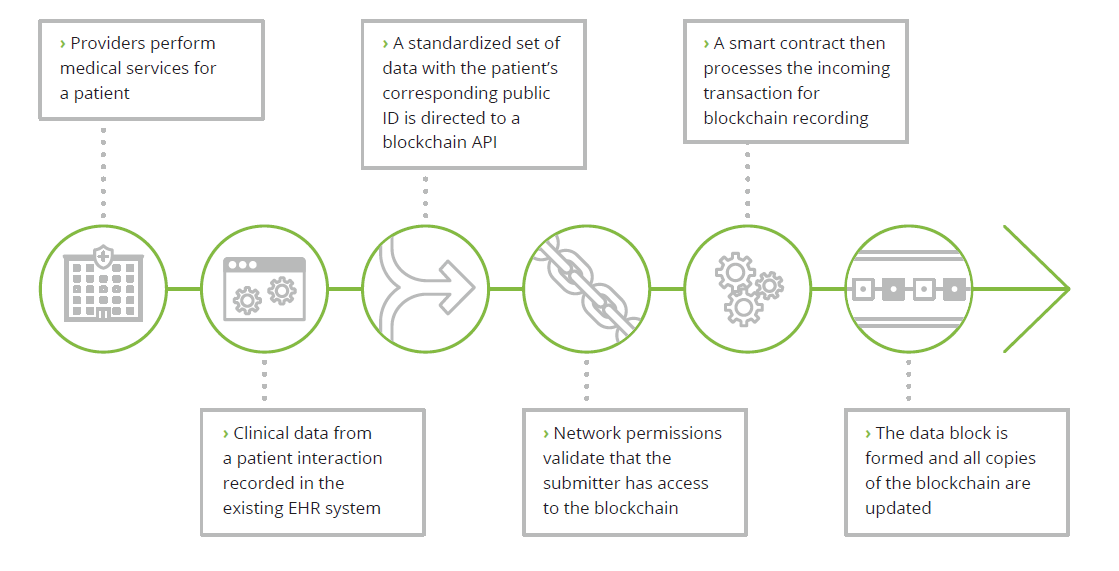 › Providers perform
medical services for
a patient
› Clinical data from
a patient interaction
recorded in the
existing EHR system
› A standardized set of
data with the patient’s
corresponding public
ID is directed to a
blockchain API
› Network permissions
validate that the
submitter has access
to the blockchain
› A smart contract then
processes the incoming
transaction for
blockchain recording
› The data block is
formed and all copies
of the blockchain are
updated